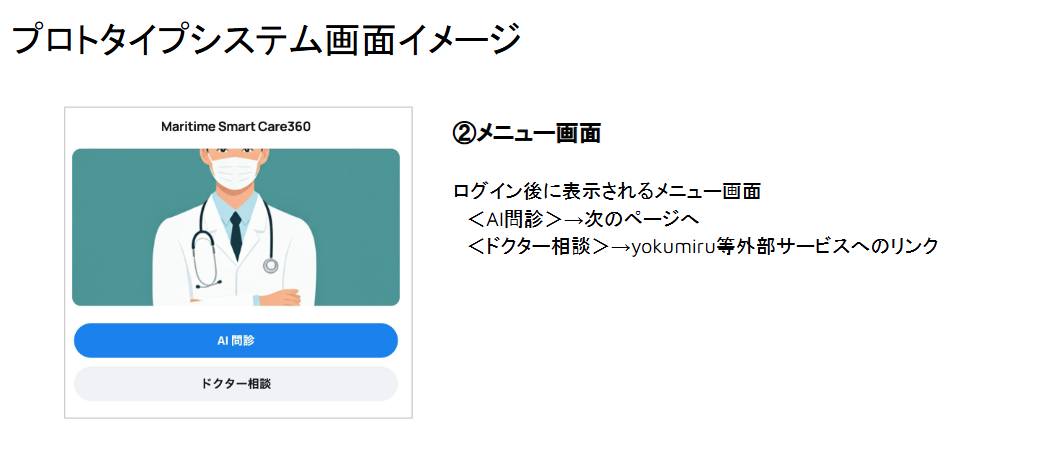 プロトタイプシステム画面イメージ
Maritime Smart Care360
AI 問診
ドクター相談
②メニュー画面
ログイン後に表示されるメニュー画面
＜AI問診＞→次のページへ
＜ドクター相談＞→yokumiru等外部サービスへのリンク